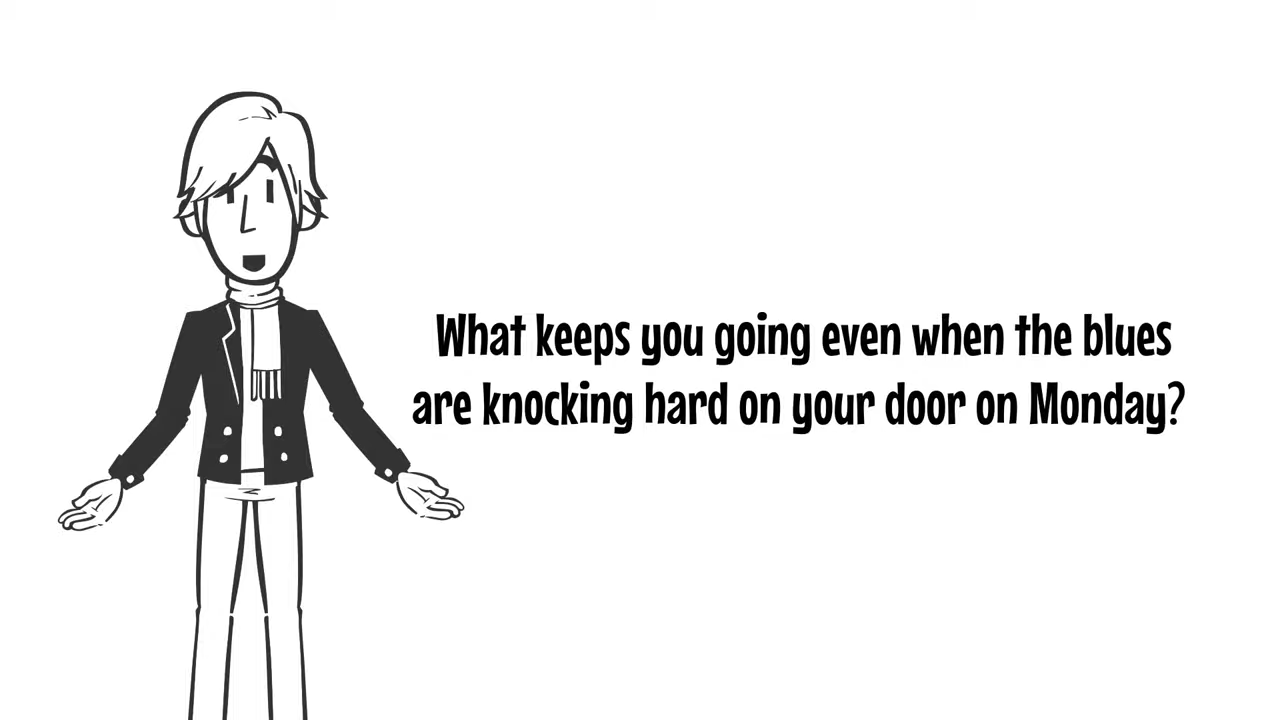 What keeps you going even when the blues
are knocking hard on your door on Monday?